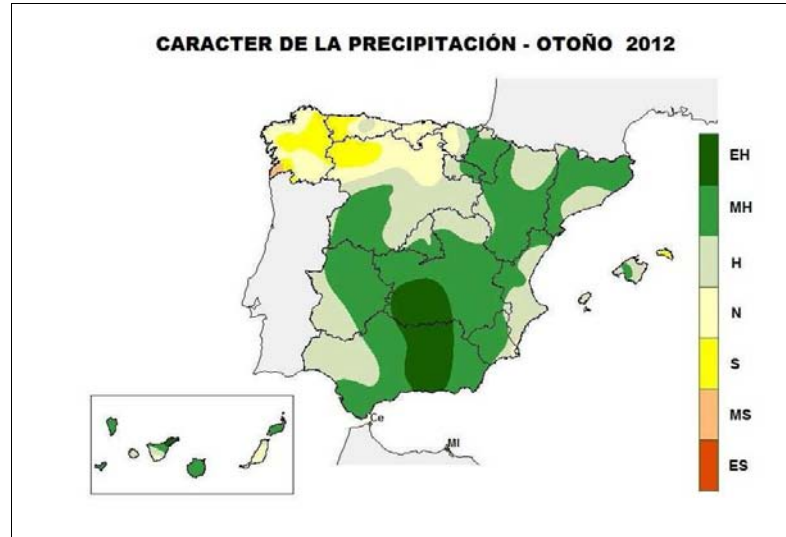 CARACTER DE LA PRECIPITACIÓN - OTOÑO 2012
EH
MH
H
N
S
MS
ES
Ce
Ml